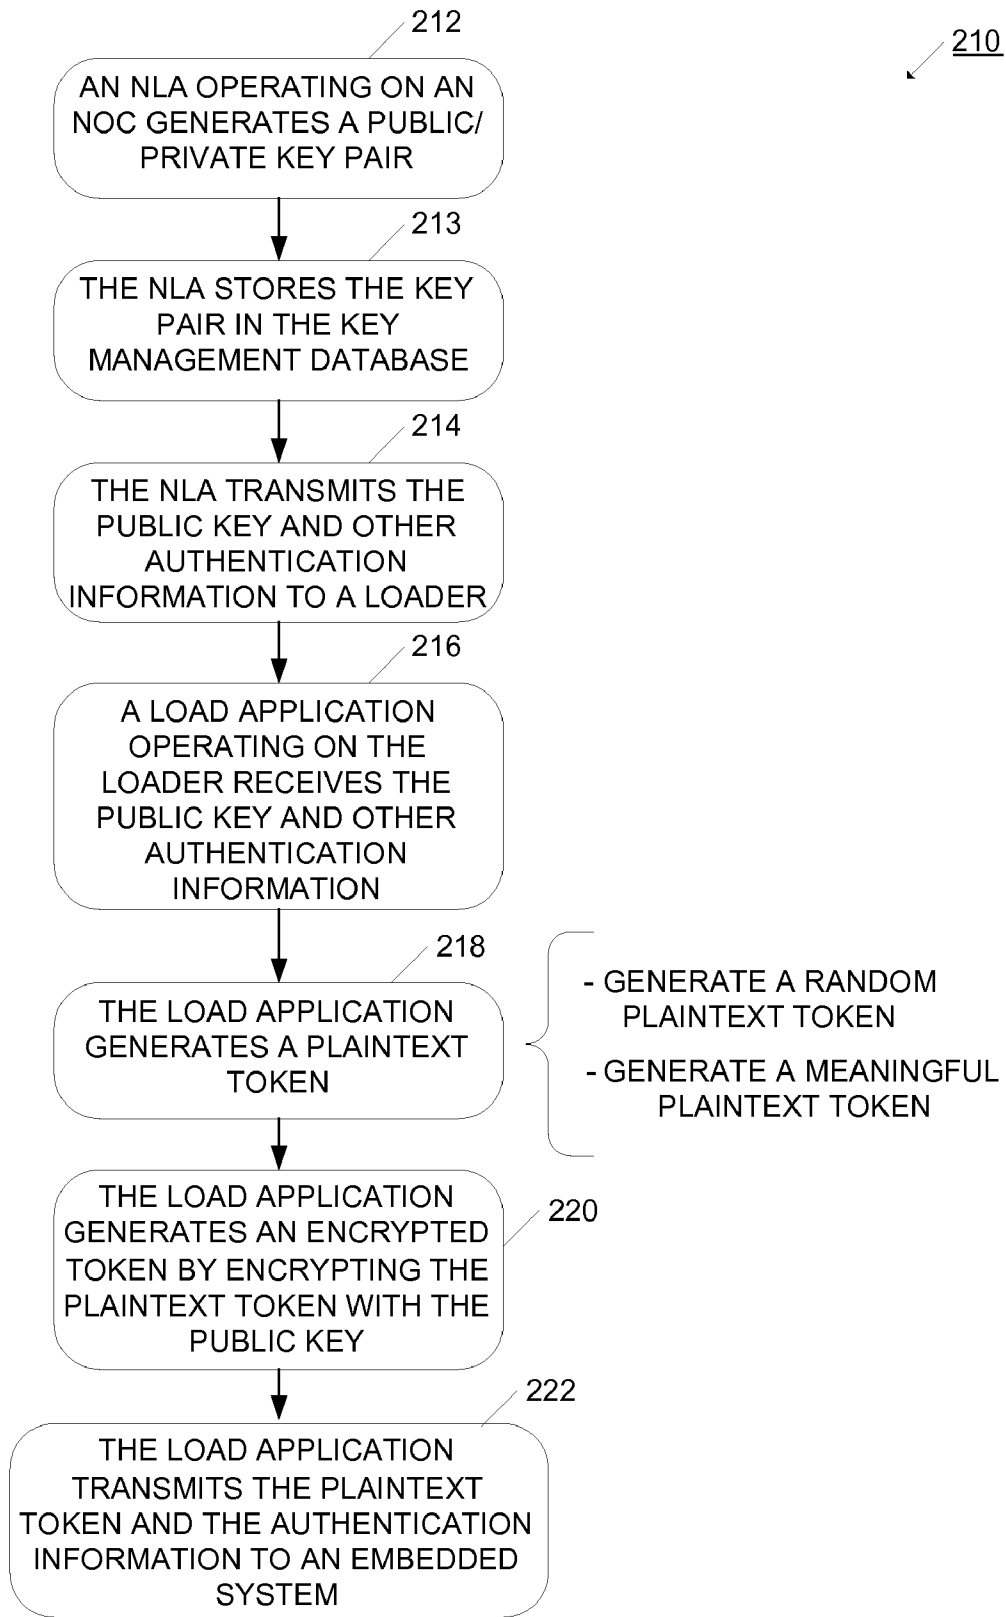 212
210
AN NLA OPERATING ON AN
NOC GENERATES A PUBLIC/
PRIVATE KEY PAIR
213
THE NLA STORES THE KEY
PAIR IN THE KEY
MANAGEMENT DATABASE
214
THE NLA TRANSMITS THE
PUBLIC KEY AND OTHER
AUTHENTICATION
INFORMATION TO A LOADER
216
A LOAD APPLICATION
OPERATING ON THE
LOADER RECEIVES THE
PUBLIC KEY AND OTHER
AUTHENTICATION
INFORMATION
218
THE LOAD APPLICATION
GENERATES A PLAINTEXT
TOKEN
- GENERATE A RANDOM
PLAINTEXT TOKEN
- GENERATE A MEANINGFUL
PLAINTEXT TOKEN
220
THE LOAD APPLICATION
GENERATES AN ENCRYPTED
TOKEN BY ENCRYPTING THE
PLAINTEXT TOKEN WITH THE
PUBLIC KEY
222
THE LOAD APPLICATION
TRANSMITS THE PLAINTEXT
TOKEN AND THE AUTHENTICATION
INFORMATION TO AN EMBEDDED
SYSTEM